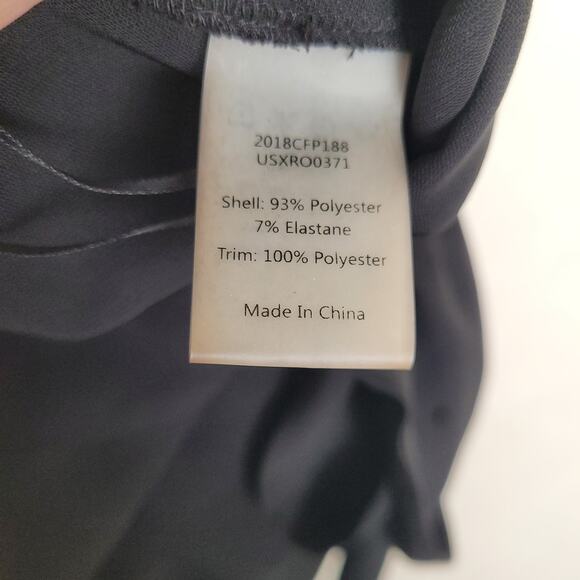 2018CFP188
USXRO0371
Shell: 93% Polyester
7% Elastane
Trim: 100% Polyester
Made In China